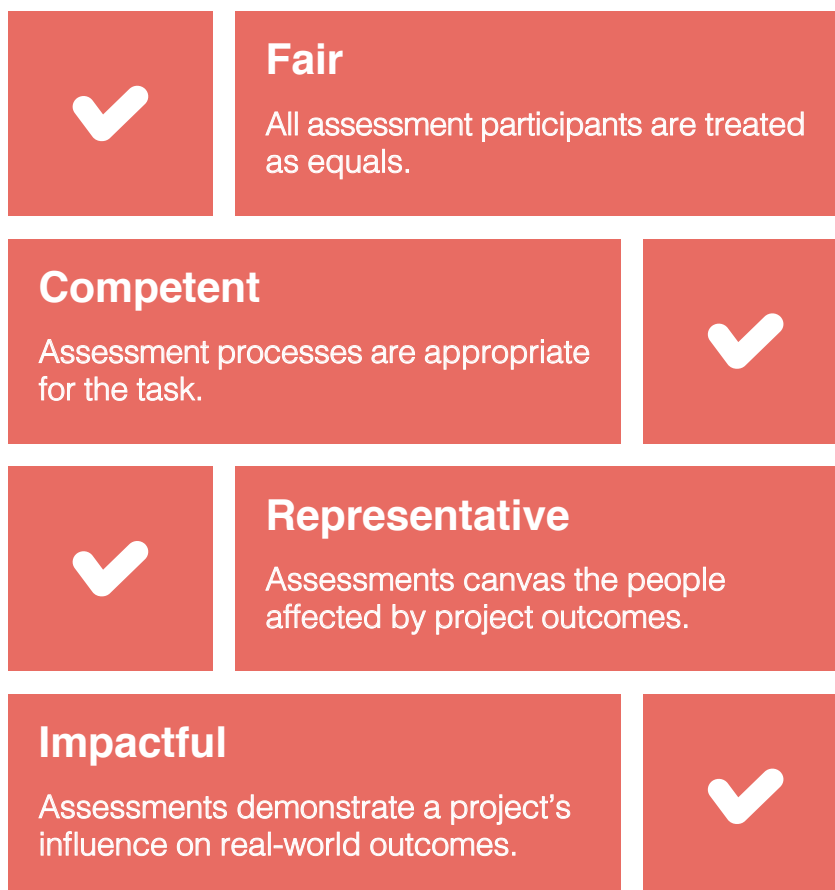 Fair
All assessment participants are treated
as equals.
Competent
Assessment processes are appropriate
for the task.
Representative
Assessments canvas the people
affected by project outcomes.
Impactful
Assessments demonstrate a project’s
influence on real-world outcomes.